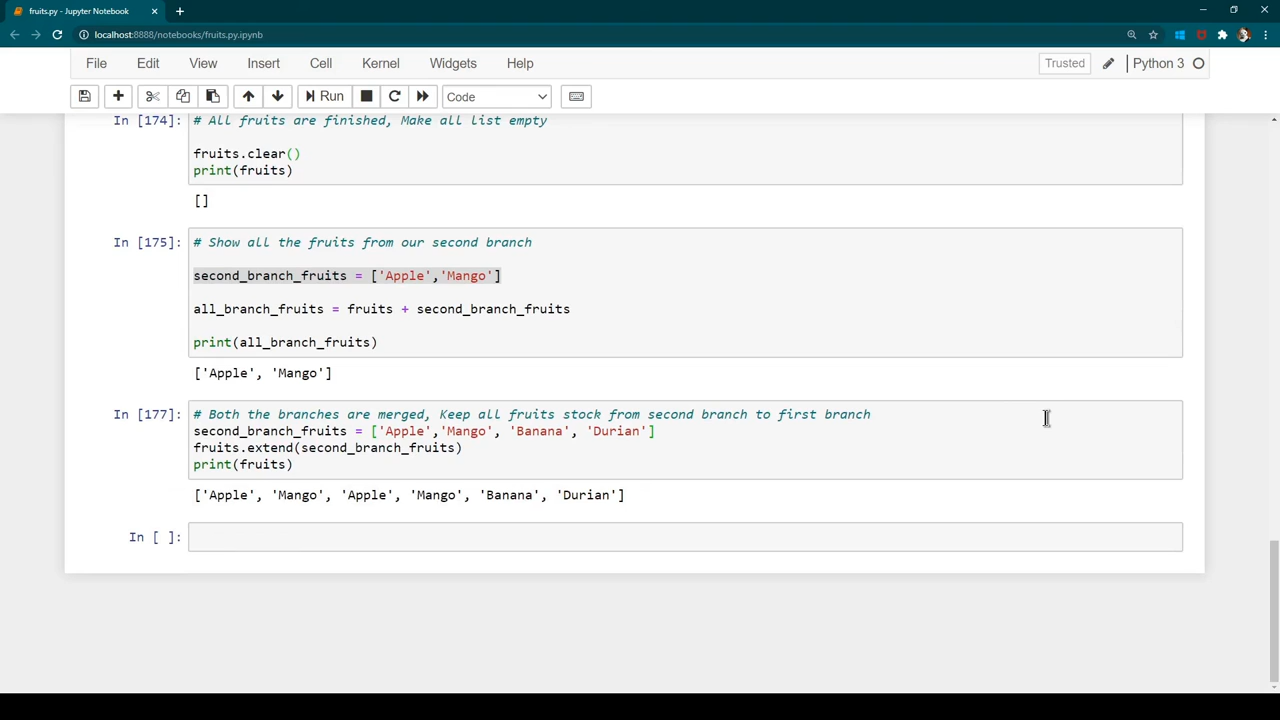 fruits.py - Jupyter Notebook
localhost:8888/notebooks/fruits.py.ipynb
File Edit View Insert Cell Kernel Widgets Help Trusted Python 3
Run Code
In [174]: # All fruits are finished, Make all list empty
fruits.clear()
print(fruits)
[]
In [175]: # Show all the fruits from our second branch
second_branch_fruits = ['Apple','Mango']
all_branch_fruits = fruits + second_branch_fruits
print(all_branch_fruits)
['Apple', 'Mango']
In [177]: # Both the branches are merged, Keep all fruits stock from second branch to first branch
second_branch_fruits = ['Apple','Mango', 'Banana', 'Durian']
fruits.extend(second_branch_fruits)
print(fruits)
['Apple', 'Mango', 'Apple', 'Mango', 'Banana', 'Durian']
In [ ]: